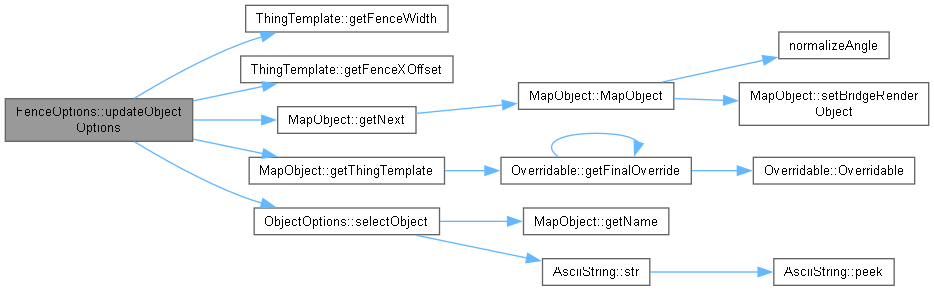 FenceOptions::updateObject
Options
ThingTemplate::getFenceWidth
ThingTemplate::getFenceXOffset
MapObject::getNext
MapObject::MapObject
normalizeAngle
MapObject::setBridgeRender
Object
MapObject::getThingTemplate
Overridable::getFinalOverride
Overridable::Overridable
ObjectOptions::selectObject
MapObject::getName
AsciiString::str
AsciiString::peek